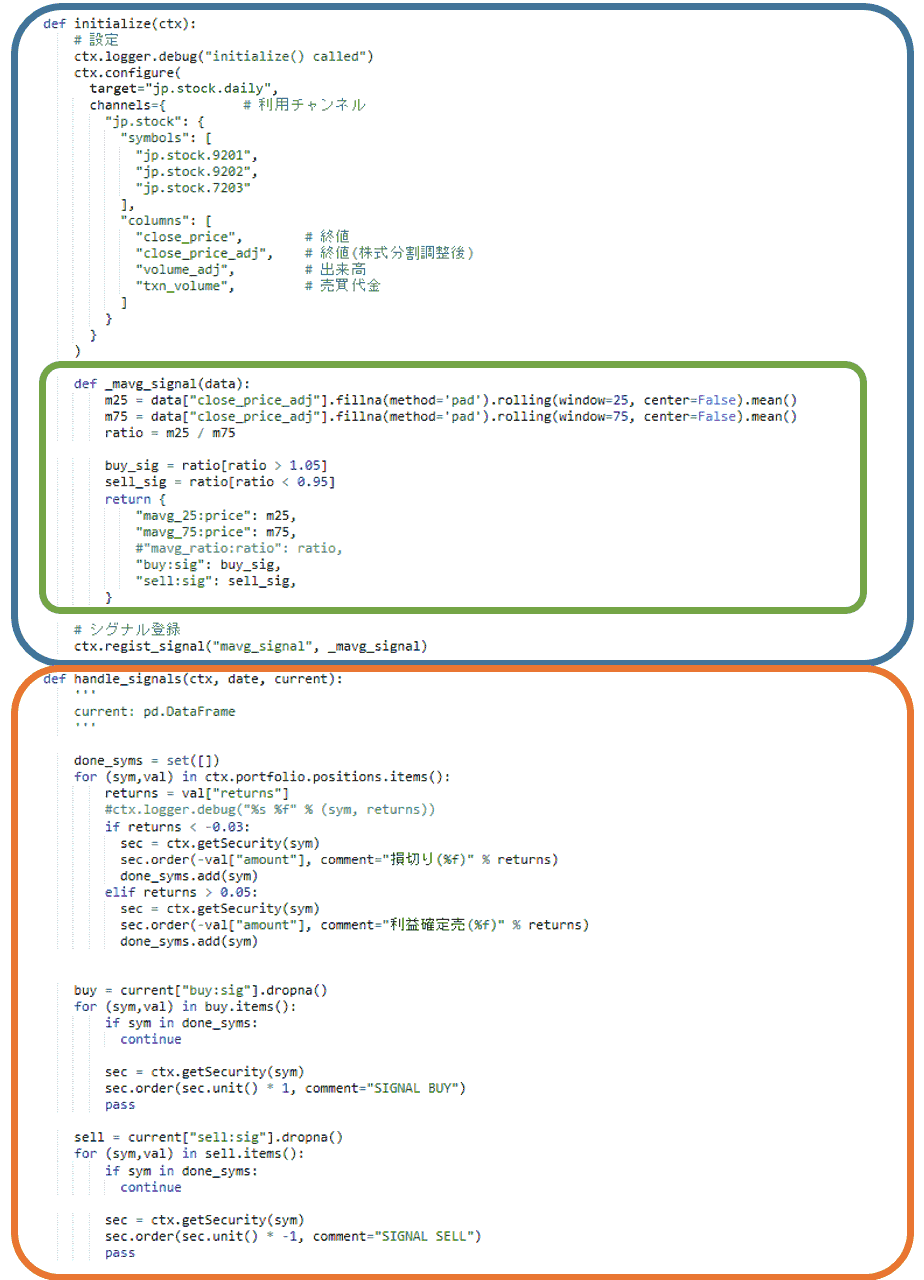 def initialize(ctx):
# 設定
ctx.logger.debug("initialize() called")
ctx.configure(
target="jp.stock.daily",
channels={ # 利用チャンネル
"jp.stock": {
"symbols": [
"jp.stock.9201",
"jp.stock.9202",
"jp.stock.7203"
],
"columns": [
"close_price", # 終値
"close_price_adj", # 終値(株式分割調整後)
"volume_adj", # 出来高
"txn_volume", # 売買代金
]
}
}
)
def _mavg_signal(data):
m25 = data["close_price_adj"].fillna(method='pad').rolling(window=25, center=False).mean()
m75 = data["close_price_adj"].fillna(method='pad').rolling(window=75, center=False).mean()
ratio = m25 / m75
buy_sig = ratio[ratio > 1.05]
sell_sig = ratio[ratio < 0.95]
return {
"mavg_25:price": m25,
"mavg_75:price": m75,
#"mavg_ratio:ratio": ratio,
"buy:sig": buy_sig,
"sell:sig": sell_sig,
}
# シグナル登録
ctx.regist_signal("mavg_signal", _mavg_signal)
def handle_signals(ctx, date, current):
'''
current: pd.DataFrame
'''
done_syms = set([])
for (sym,val) in ctx.portfolio.positions.items():
returns = val["returns"]
#ctx.logger.debug("%s %f" % (sym, returns))
if returns < -0.03:
sec = ctx.getSecurity(sym)
sec.order(-val["amount"], comment="損切り(%f)" % returns)
done_syms.add(sym)
elif returns > 0.05:
sec = ctx.getSecurity(sym)
sec.order(-val["amount"], comment="利益確定売(%f)" % returns)
done_syms.add(sym)
buy = current["buy:sig"].dropna()
for (sym,val) in buy.items():
if sym in done_syms:
continue
sec = ctx.getSecurity(sym)
sec.order(sec.unit() * 1, comment="SIGNAL BUY")
pass
sell = current["sell:sig"].dropna()
for (sym,val) in sell.items():
if sym in done_syms:
continue
sec = ctx.getSecurity(sym)
sec.order(sec.unit() * -1, comment="SIGNAL SELL")
pass